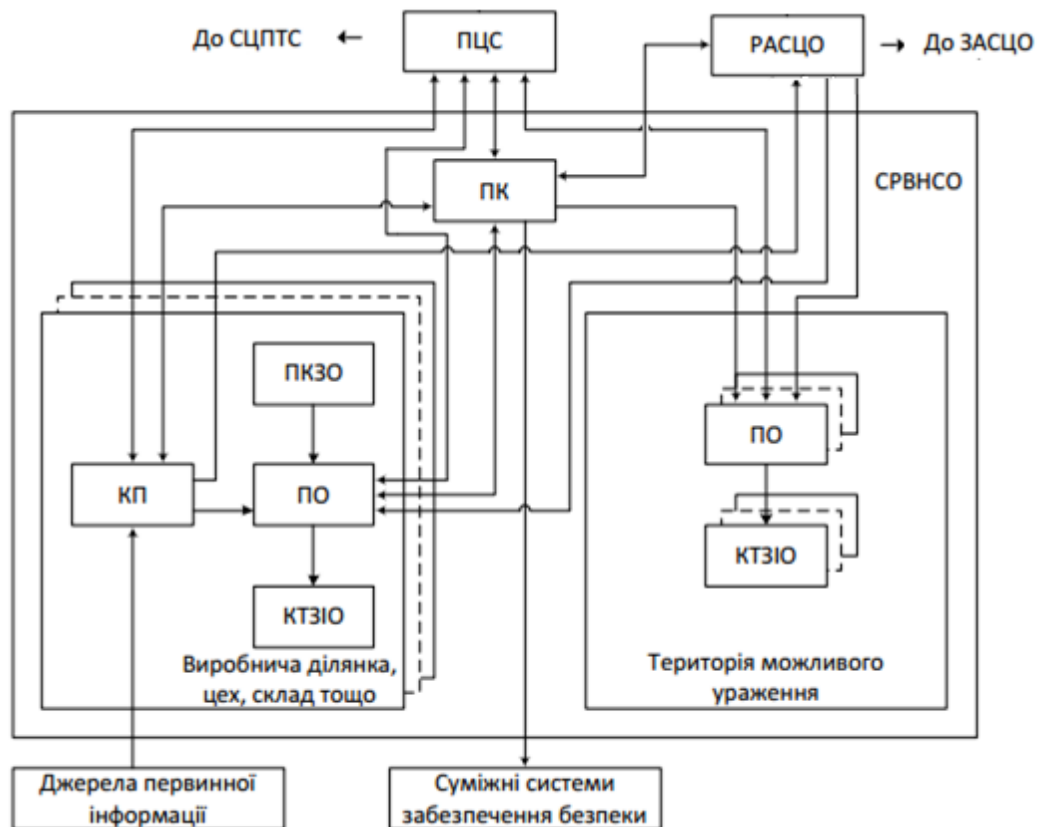 До СЦПТС
ПЦС
РАСЦО
До ЗАСЦО
СРВНСО
ПК
ПКЗО
КП
ПО
КТЗІО
Виробнича ділянка,
цех, склад тощо
ПО
КТЗІО
Територія можливого
ураження
Джерела первинної
інформації
Суміжні системи
забезпечення безпеки